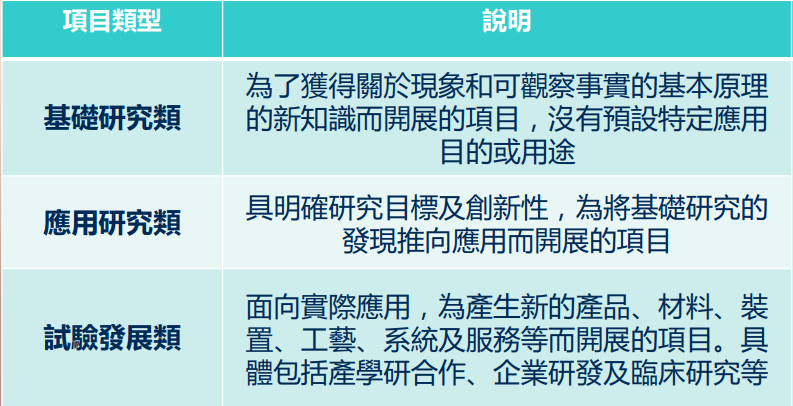 項目類型
說明
基礎研究類
為了獲得關於現象和可觀察事實的基本原理
的新知識而開展的項目，沒有預設特定應用
目的或用途
應用研究類
具明確研究目標及創新性，為將基礎研究的
發現推向應用而開展的項目
試驗發展類
面向實際應用，為產生新的產品、材料、裝
置、工藝、系統及服務等而開展的項目。具
體包括產學研合作、企業研發及臨床研究等